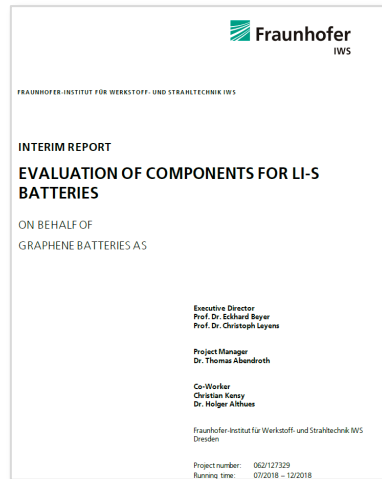 Fraunhofer
IWS
FRAUNHOFER-INSTITUT FÜR WERKSTOFF- UND STRAHLTECHNIK IWS
INTERIM REPORT
EVALUATION OF COMPONENTS FOR LI-S
BATTERIES
ON BEHALF OF
GRAPHENE BATTERIES AS
Executive Director
Prof. Dr. Eckhard Beyer
Prof. Dr. Christoph Leyens
Project Manager
Dr. Thomas Abendroth
Co-Worker
Christian Kensy
Dr. Holger Althues
Fraunhofer-Institut für Werkstoff- und Strahltechnik IWS
Dresden
Project number: 062/127329
Running time: 07/2018 – 12/2018